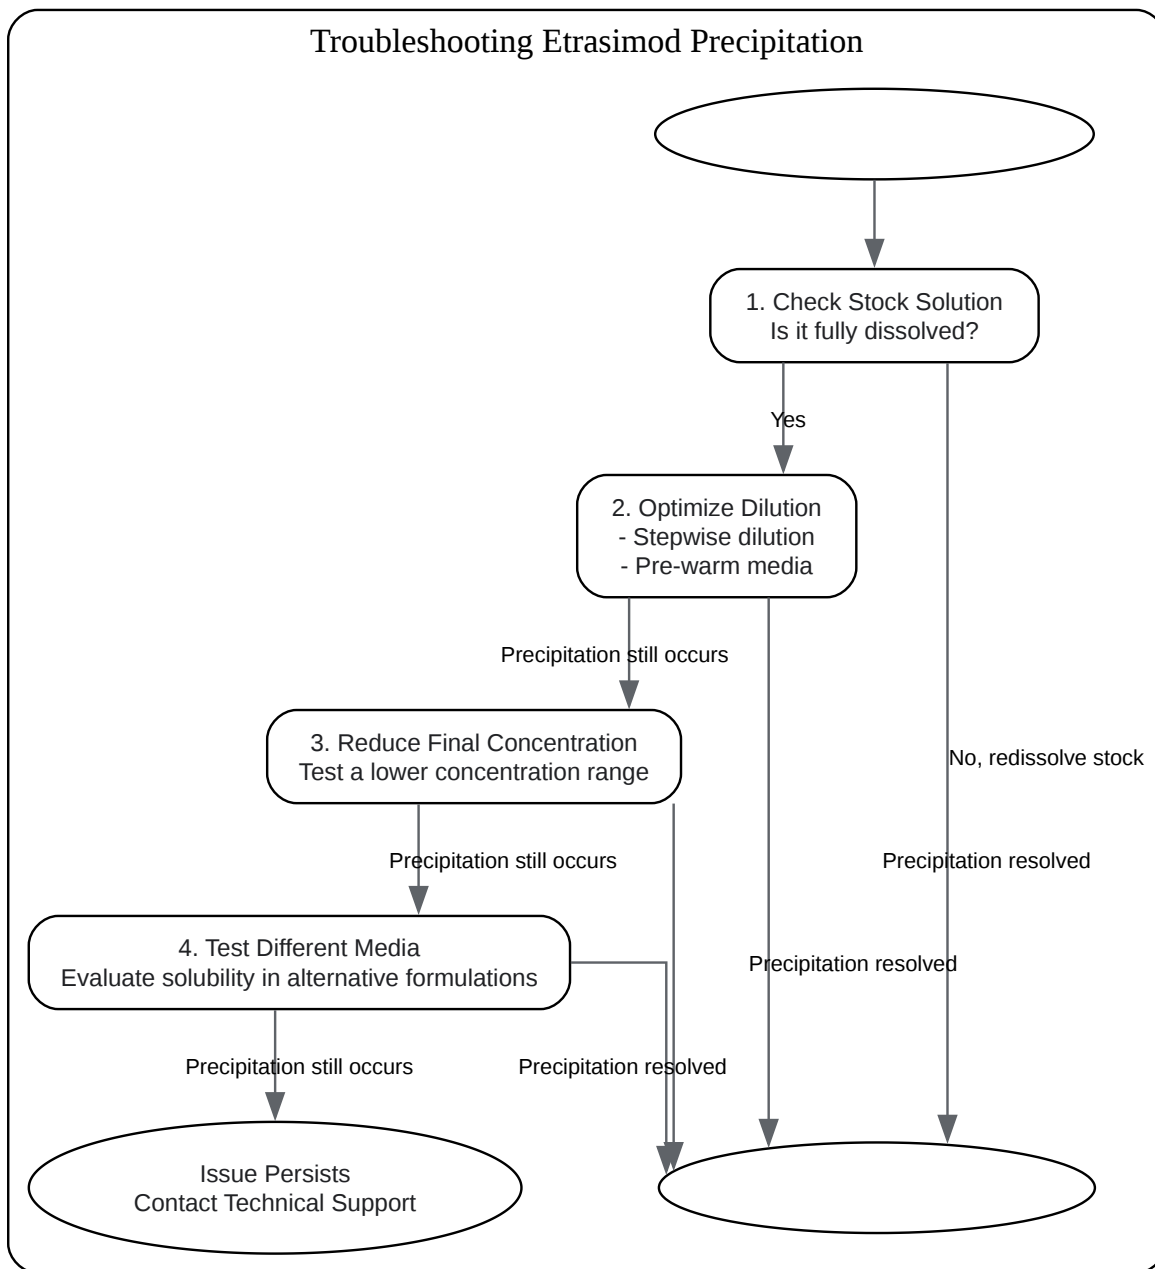 Troubleshooting Etrasimod Precipitation
1. Check Stock Solution
Is it fully dissolved?
Yes
2. Optimize Dilution
- Stepwise dilution
- Pre-warm media
Precipitation still occurs
3. Reduce Final Concentration
Test a lower concentration range
No, redissolve stock
Precipitation still occurs
Precipitation resolved
4. Test Different Media
Evaluate solubility in alternative formulations
Precipitation resolved
Precipitation still occurs
Precipitation resolved
Issue Persists
Contact Technical Support